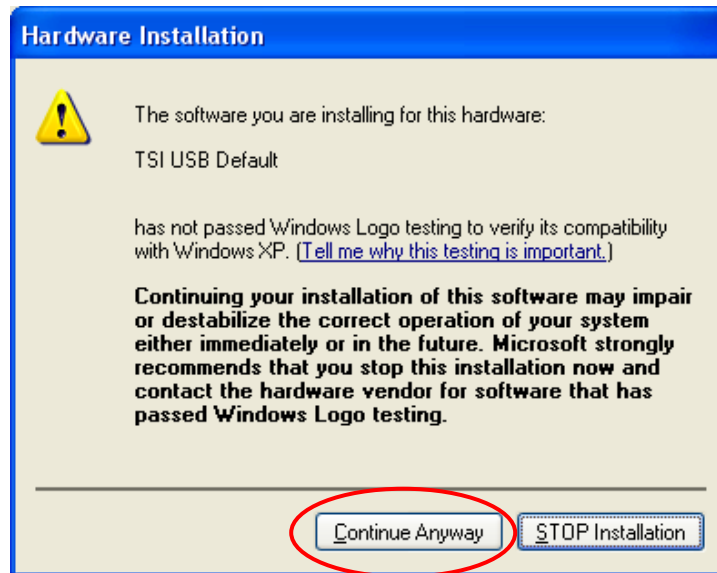 Hardware Installation
The software you are installing for this hardware:
TSI USB Default
has not passed Windows Logo testing to verify its compatibility
with Windows XP. (Tell me why this testing is important.)
Continuing your installation of this software may impair
or destabilize the correct operation of your system
either immediately or in the future. Microsoft strongly
recommends that you stop this installation now and
contact the hardware vendor for software that has
passed Windows Logo testing.
Continue Anyway STOP Installation